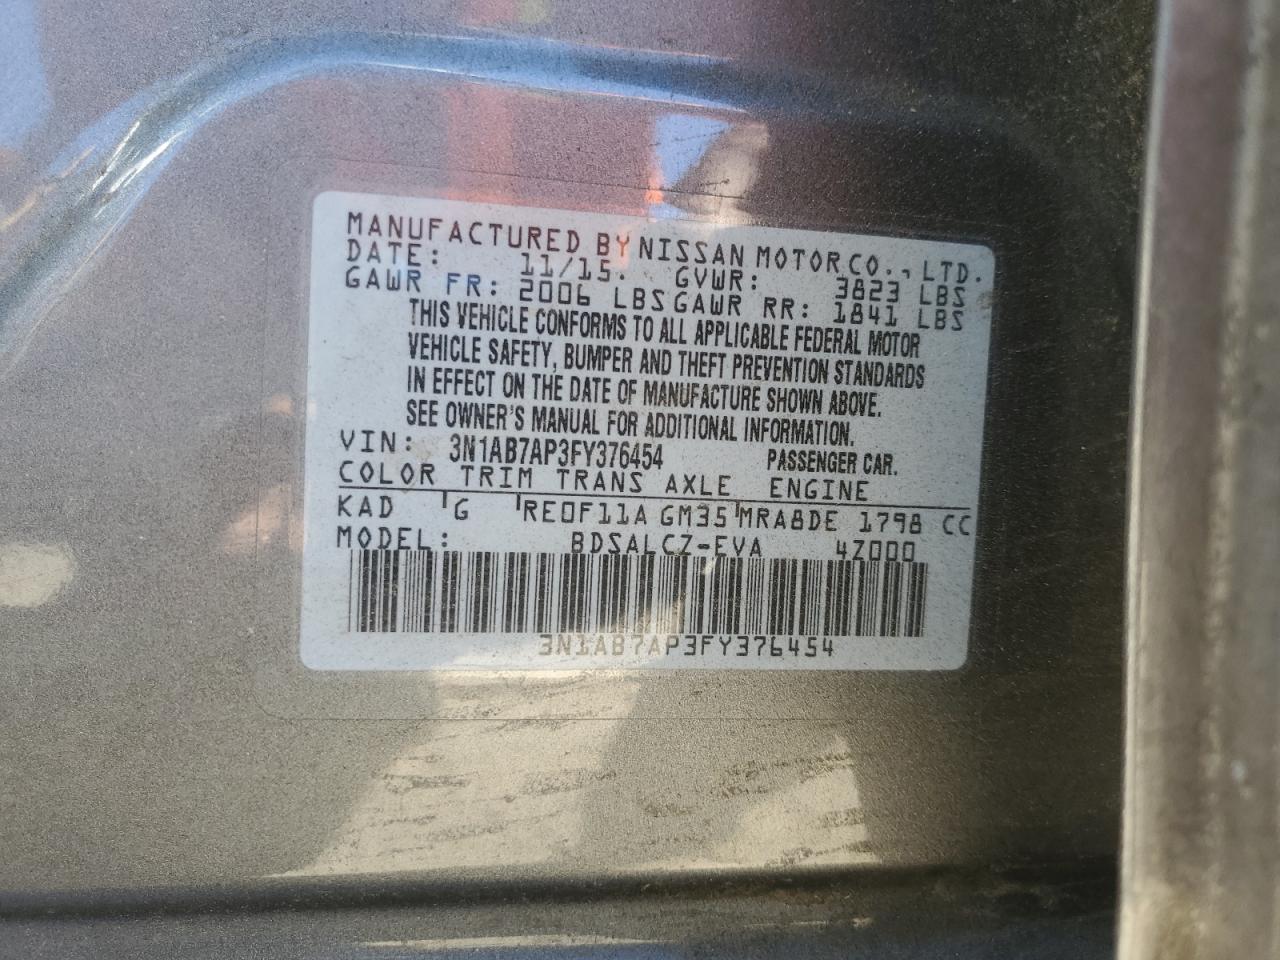 MANUFACTURED BY NISSAN MOTOR CO., LTD.
DATE: 11/15 GVWR: 3823 LBS
GAWR FR: 2006 LBS GAWR RR: 1841 LBS
THIS VEHICLE CONFORMS TO ALL APPLICABLE FEDERAL MOTOR
VEHICLE SAFETY, BUMPER AND THEFT PREVENTION STANDARDS
IN EFFECT ON THE DATE OF MANUFACTURE SHOWN ABOVE.
SEE OWNER'S MANUAL FOR ADDITIONAL INFORMATION.
VIN: 3N1AB7AP3FY376454 PASSENGER CAR.
COLOR TRIM TRANS AXLE ENGINE
KAD G RE0F11A GM35 MRA8DE 1798 CC
MODEL: BDSALCZ-EVA 4Z000
3N1AB7AP3FY376454